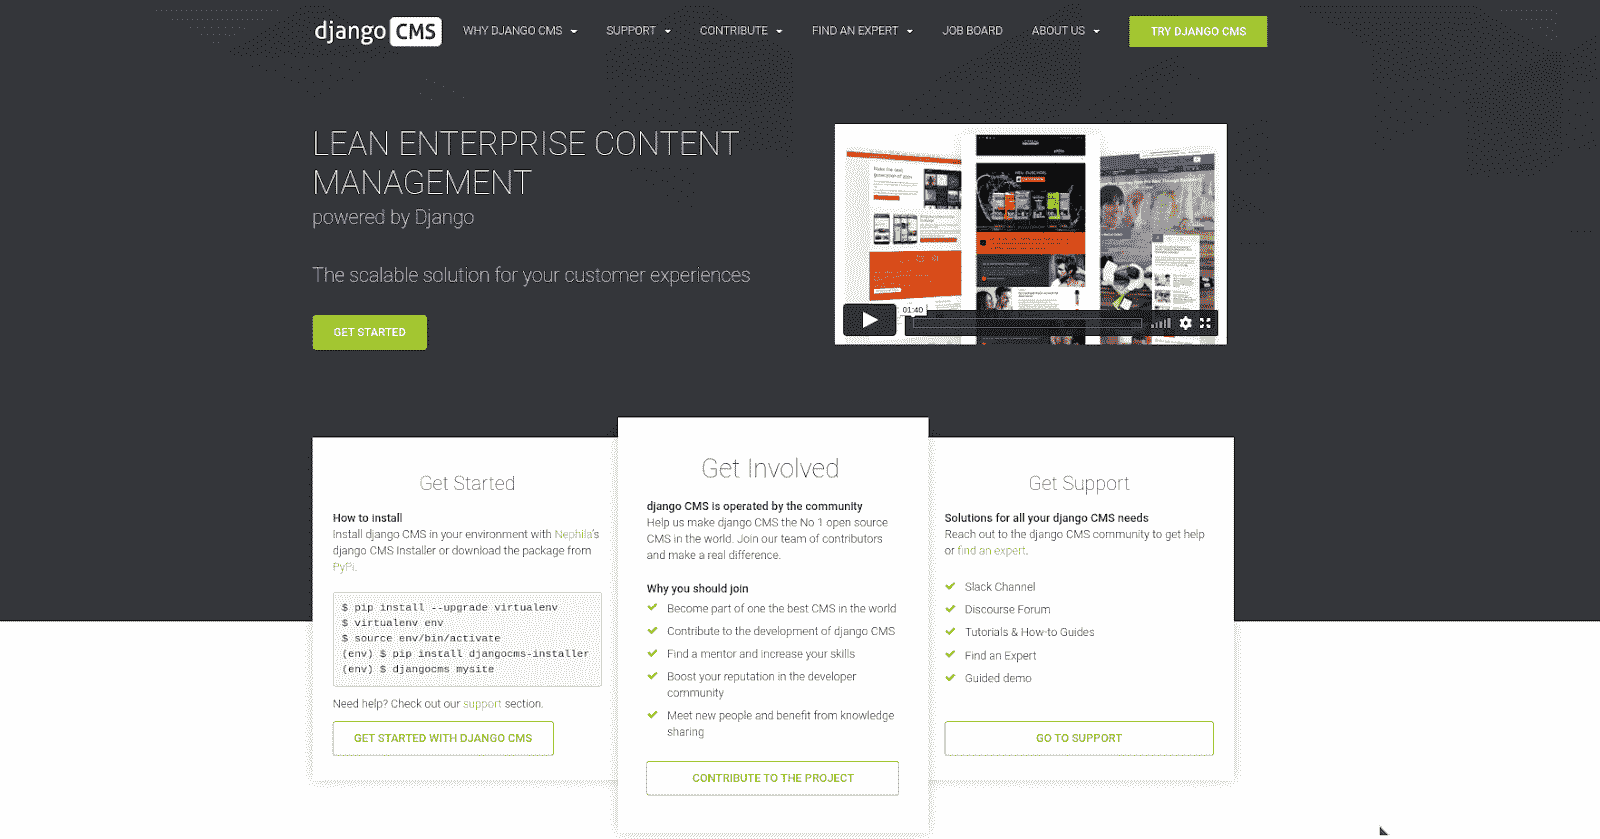 django CMS
WHY DJANGO CMS
SUPPORT
CONTRIBUTE
FIND AN EXPERT
JOB BOARD
ABOUT US
TRY DJANGO CMS
LEAN ENTERPRISE CONTENT
MANAGEMENT
powered by Django
The scalable solution for your customer experiences
GET STARTED
01:40
Get Started
How to install
Install django CMS in your environment with Nephila's
django CMS Installer or download the package from
PyPi.
$ pip install --upgrade virtualenv
$ virtualenv env
$ source env/bin/activate
(env) $ pip install djangocms-installer
(env) $ djangocms mysite
Need help? Check out our support section.
GET STARTED WITH DJANGO CMS
Get Involved
django CMS is operated by the community
Help us make django CMS the No 1 open source
CMS in the world. Join our team of contributors
and make a real difference.
Why you should join
Become part of one the best CMS in the world
Contribute to the development of django CMS
Find a mentor and increase your skills
Boost your reputation in the developer
community
Meet new people and benefit from knowledge
sharing
CONTRIBUTE TO THE PROJECT
Get Support
Solutions for all your django CMS needs
Reach out to the django CMS community to get help
or find an expert.
Slack Channel
Discourse Forum
Tutorials & How-to Guides
Find an Expert
Guided demo
GO TO SUPPORT